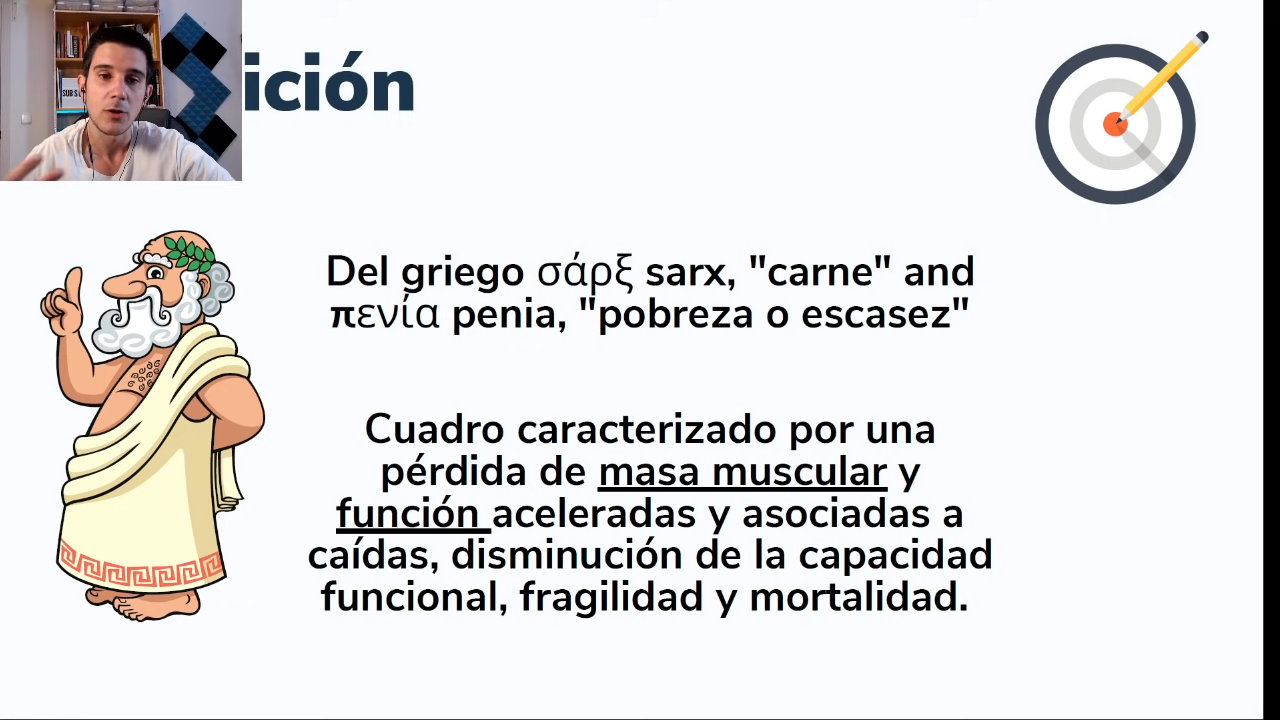 ición
Del griego σάρξ sarx, "carne" and
πενία penia, "pobreza o escasez"
Cuadro caracterizado por una
pérdida de masa muscular y
función aceleradas y asociadas a
caídas, disminución de la capacidad
funcional, fragilidad y mortalidad.